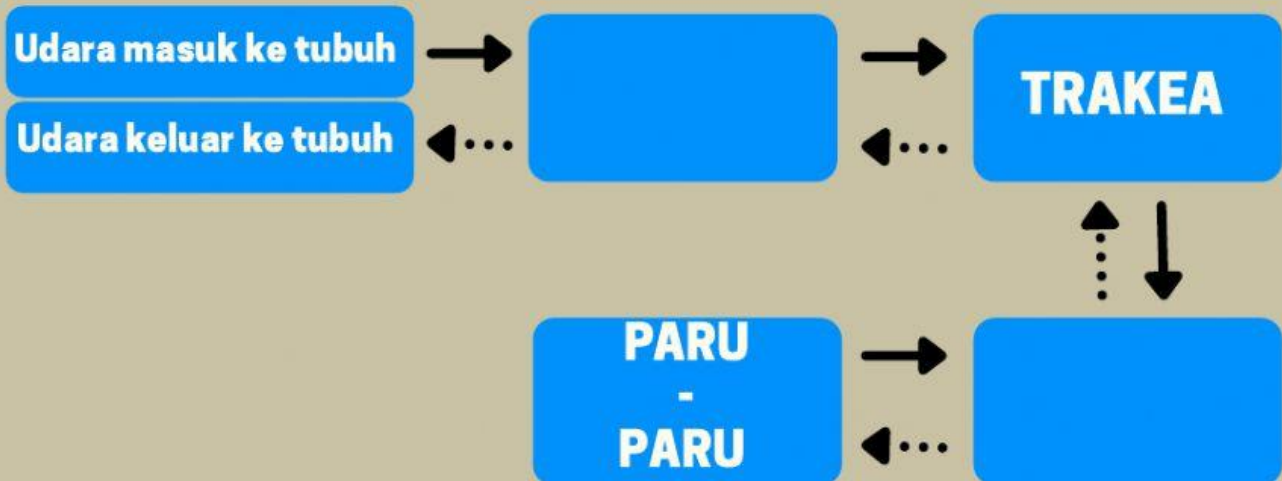 Udara masuk ke tubuh
Udara keluar ke tubuh
TRAKEA
PARU
-
PARU